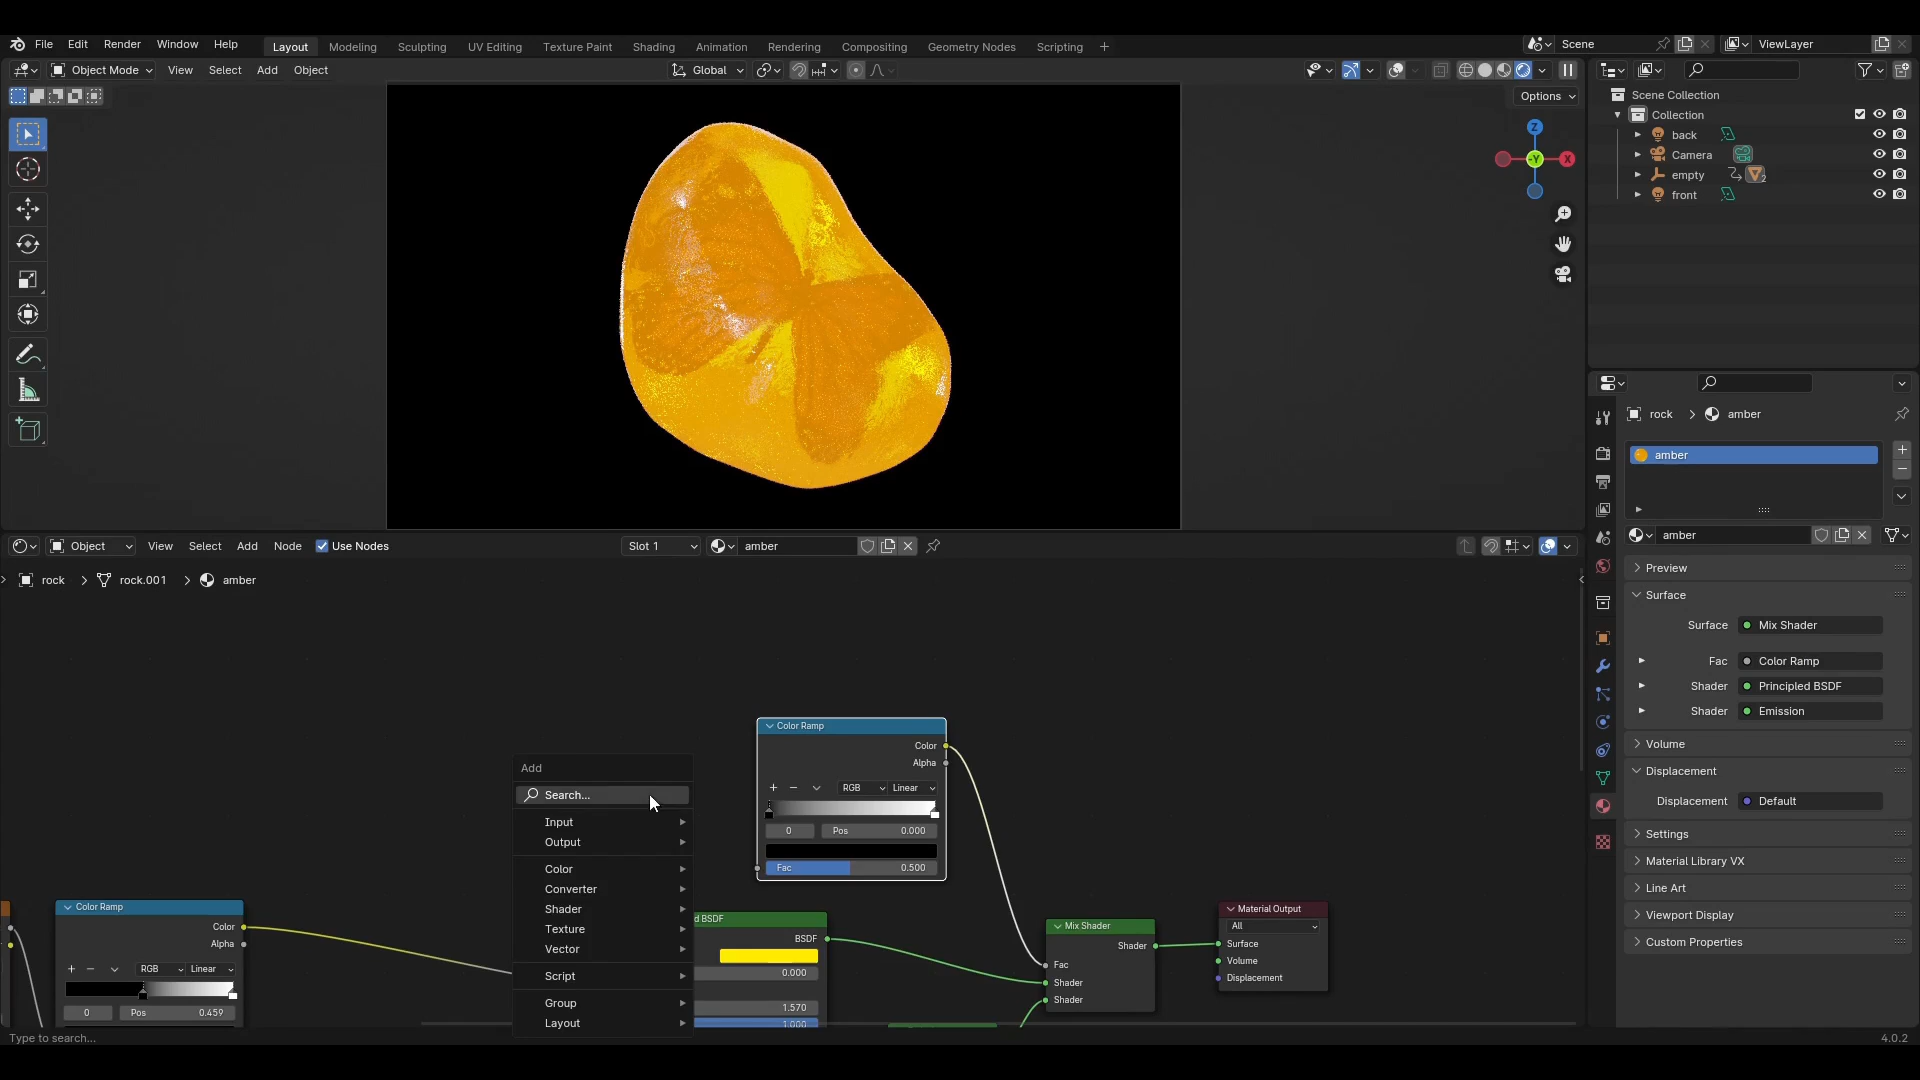 File Edit Render Window Help Layout Modeling Sculpting UV Editing Texture Paint Shading Animation Rendering Compositing Geometry Nodes Scripting + Scene ViewLayer
Object Mode View Select Add Object Global
Options
Z
-Y X
Scene Collection
Collection
back
Camera
empty 2
front
rock > amber
amber
amber
Preview
Surface
Surface Mix Shader
Fac Color Ramp
Shader Principled BSDF
Shader Emission
Volume
Displacement
Displacement Default
Settings
Material Library VX
Line Art
Viewport Display
Custom Properties
Object View Select Add Node Use Nodes Slot 1 amber
rock > rock.001 > amber
Color Ramp
Color
Alpha
RGB Linear
0 Pos 0.000
Fac 0.500
Add
Search...
Input
Output
Color
Converter
Shader
Texture
Vector
Script
Group
Layout
Color Ramp
Color
Alpha
RGB Linear
0 Pos 0.459
d BSDF
BSDF
0.000
1.570
1.000
Mix Shader
Shader
Fac
Shader
Shader
Material Output
All
Surface
Volume
Displacement
Type to search...
4.0.2